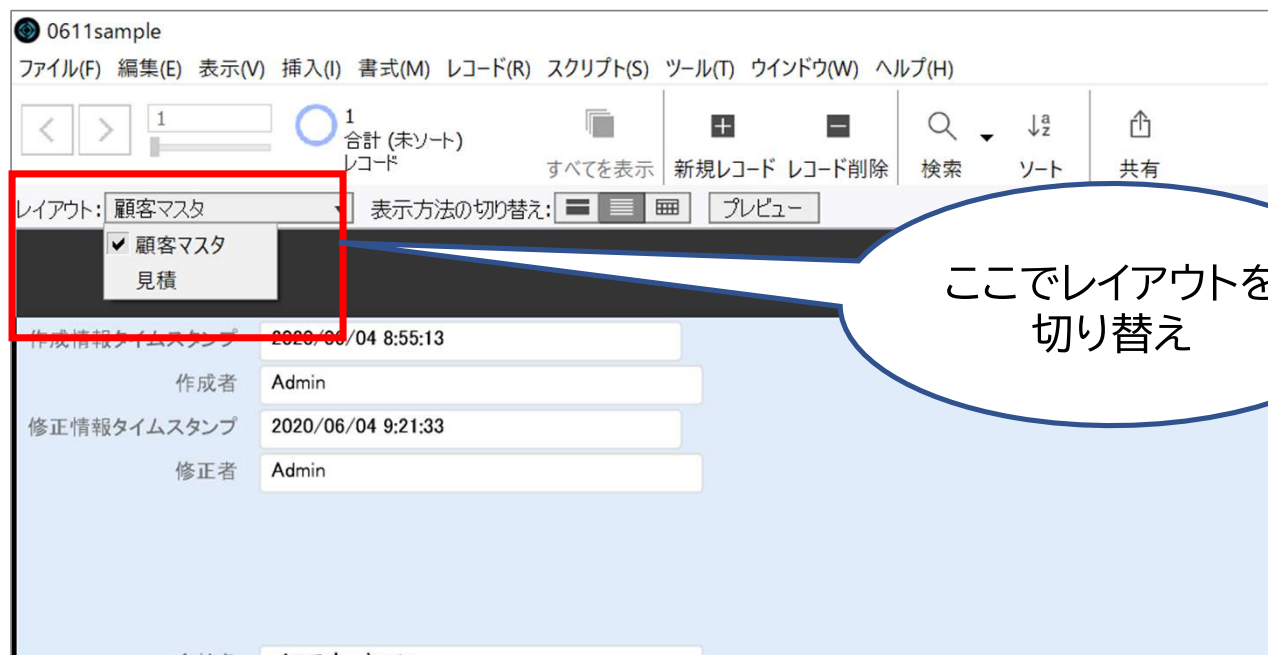 0611sample
ファイル(F) 編集(E) 表示(V) 挿入(I) 書式(M) レコード(R) スクリプト(S) ツール(T) ウインドウ(W) ヘルプ(H)
1
1
合計 (未ソート)
レコード
すべてを表示 新規レコード レコード削除 検索 ソート 共有
レイアウト: 顧客マスタ 表示方法の切り替え: プレビュー
顧客マスタ
見積
ここでレイアウトを
切り替え
作成情報タイムスタンプ 2020/06/04 8:55:13
作成者 Admin
修正情報タイムスタンプ 2020/06/04 9:21:33
修正者 Admin